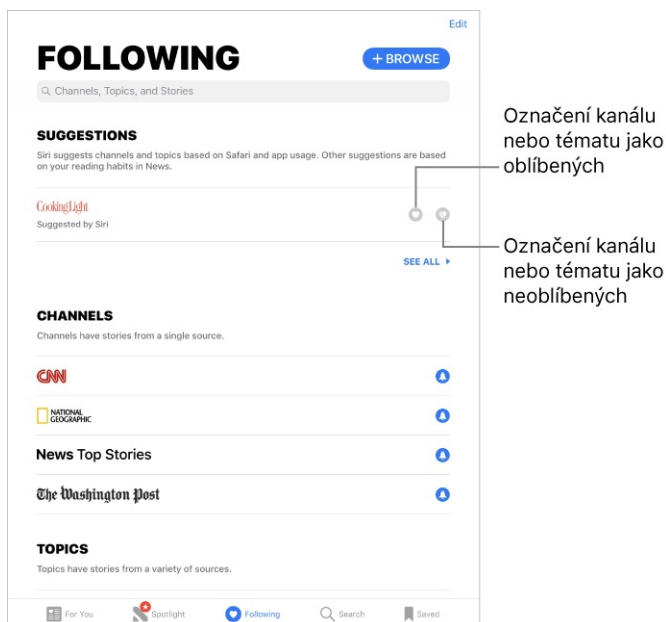 Edit
FOLLOWING
+ BROWSE
Channels, Topics, and Stories
SUGGESTIONS
Siri suggests channels and topics based on Safari and app usage. Other suggestions are based
on your reading habits in News.
CookingLight
Suggested by Siri
SEE ALL
CHANNELS
Channels have stories from a single source.
CNN
NATIONAL
GEOGRAPHIC
News Top Stories
The Washington Post
TOPICS
Topics have stories from a variety of sources.
For You
Spotlight
Following
Search
Saved
Označení kanálu
nebo tématu jako
oblíbených
Označení kanálu
nebo tématu jako
neoblíbených